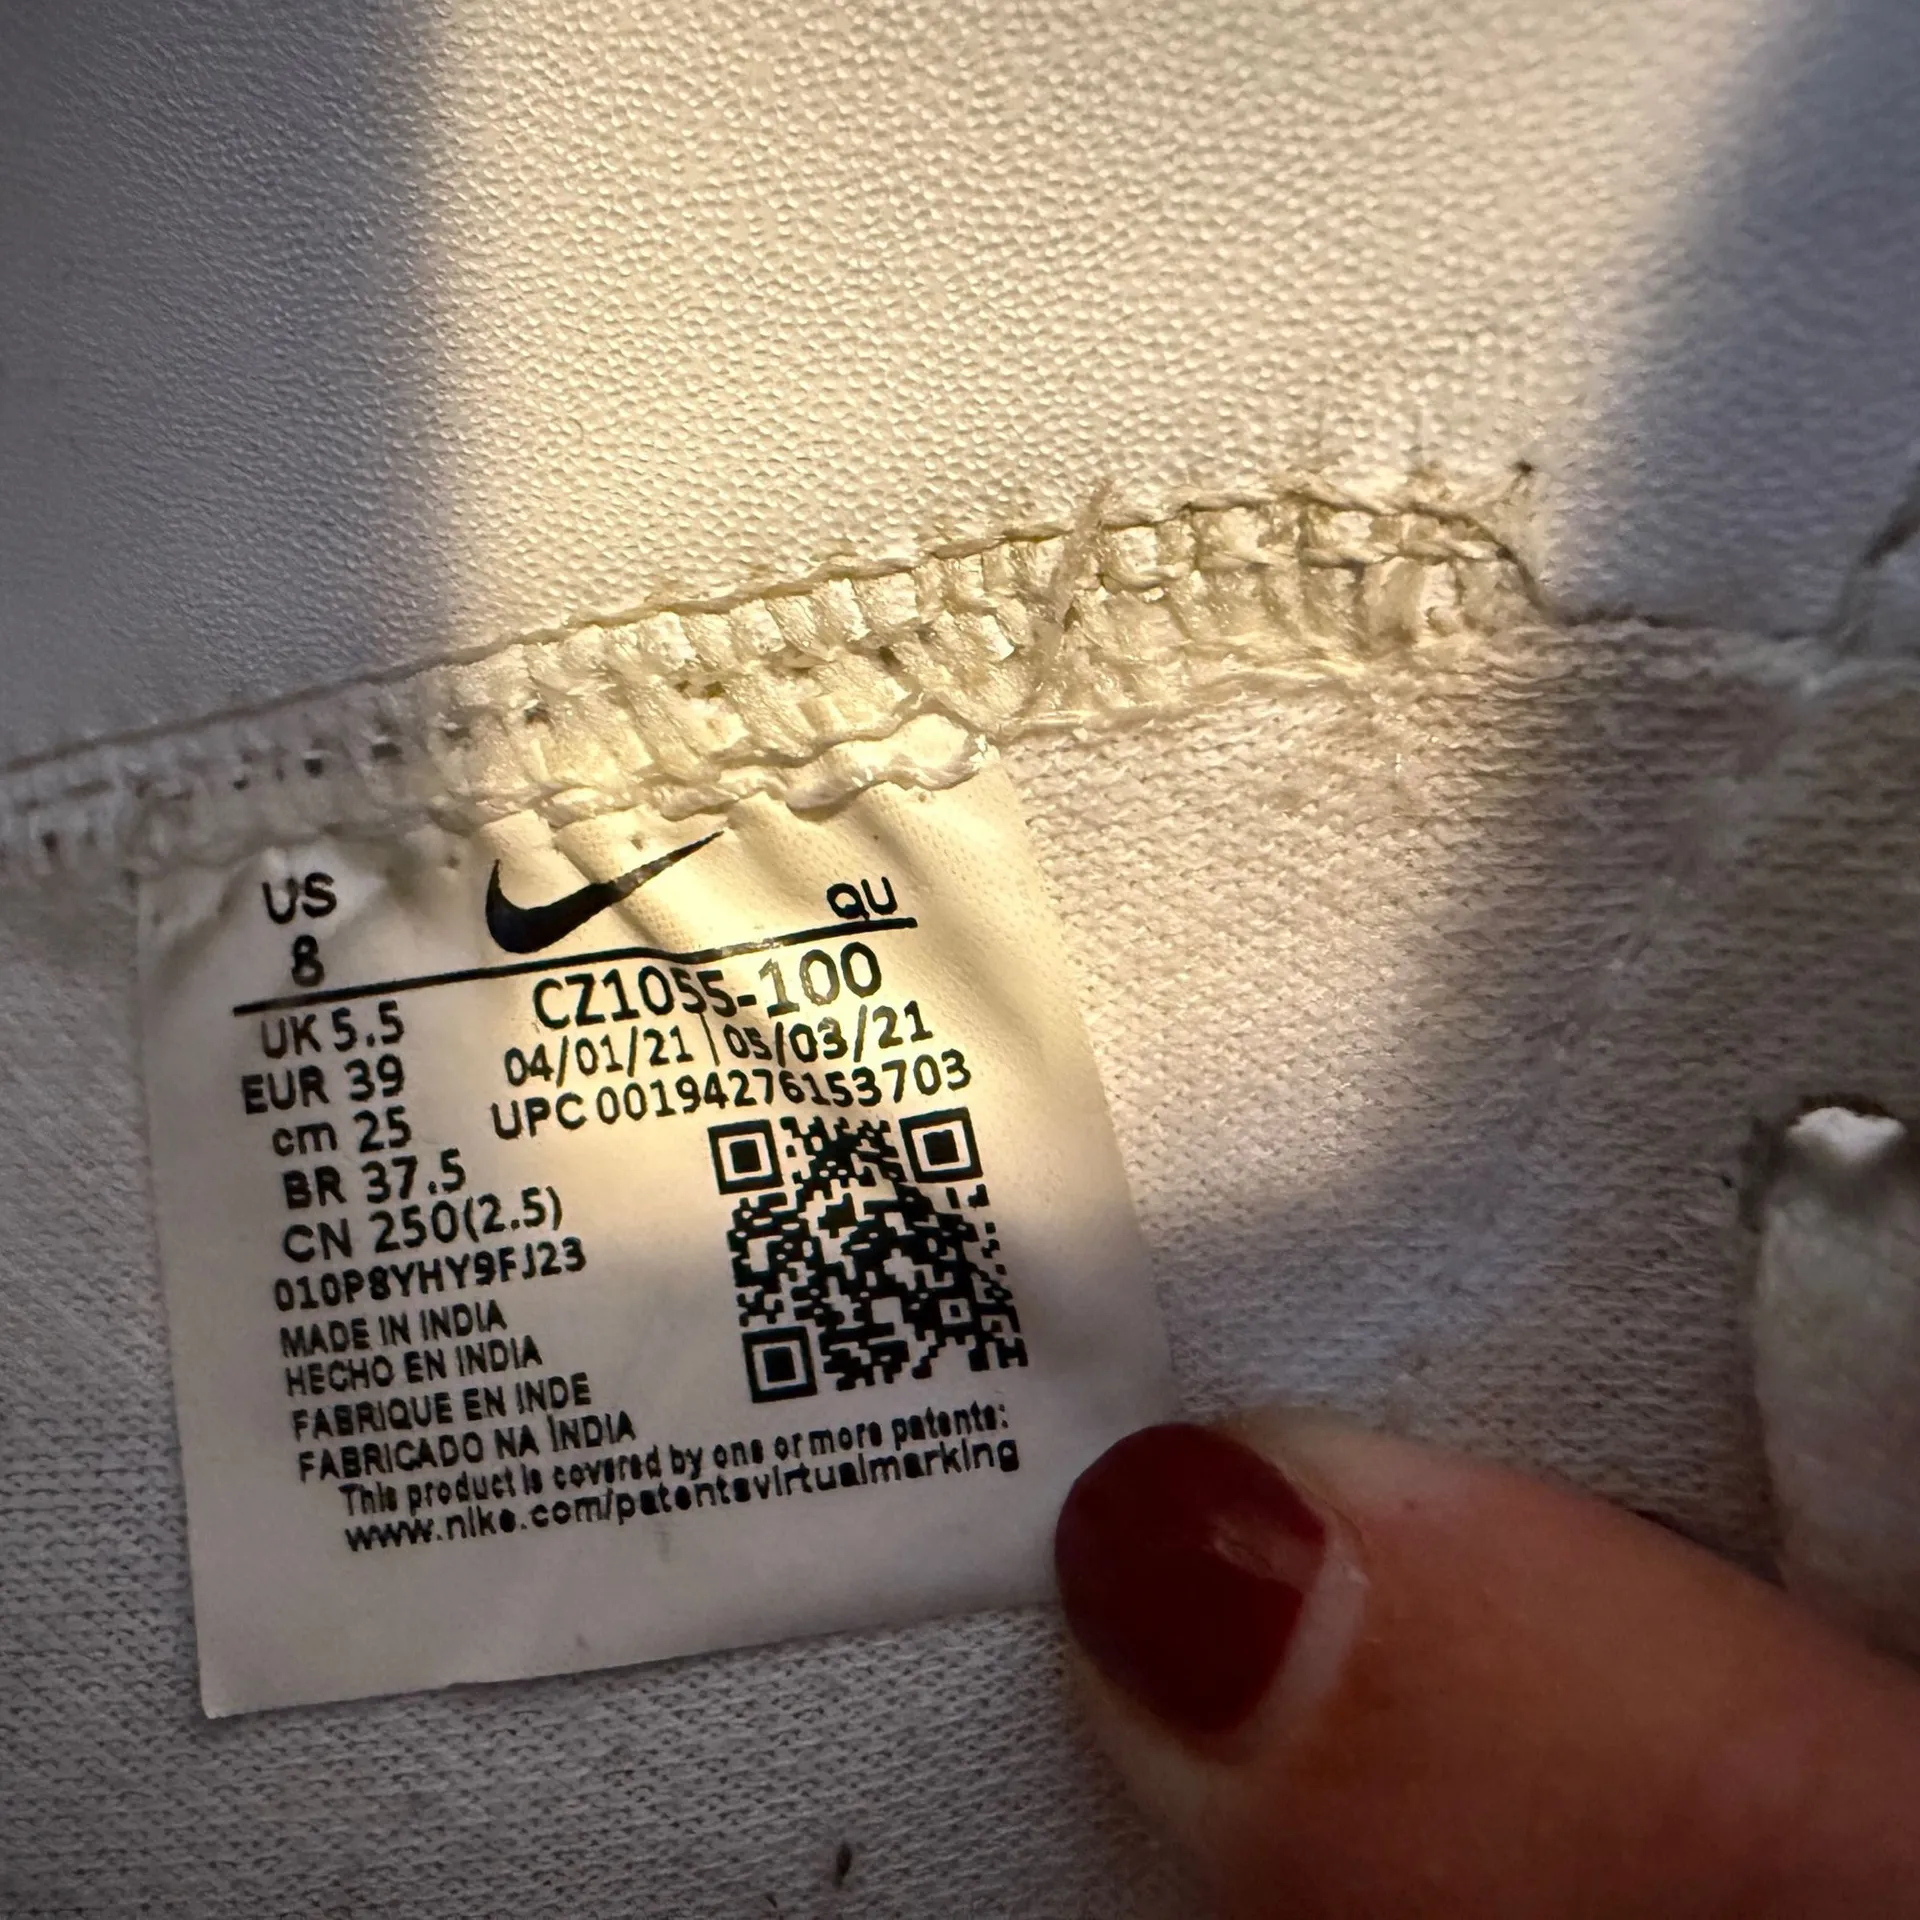 US
8
QU
UK 5.5
EUR 39
cm 25
BR 37.5
CN 250(2.5)
CZ1055-100
04/01/21 | 05/03/21
UPC 00194276153703
010P8YHY9FJ23
MADE IN INDIA
HECHO EN INDIA
FABRIQUE EN INDE
FABRICADO NA ÍNDIA
This product is covered by one or more patents:
www.nike.com/patentsvirtualmarking